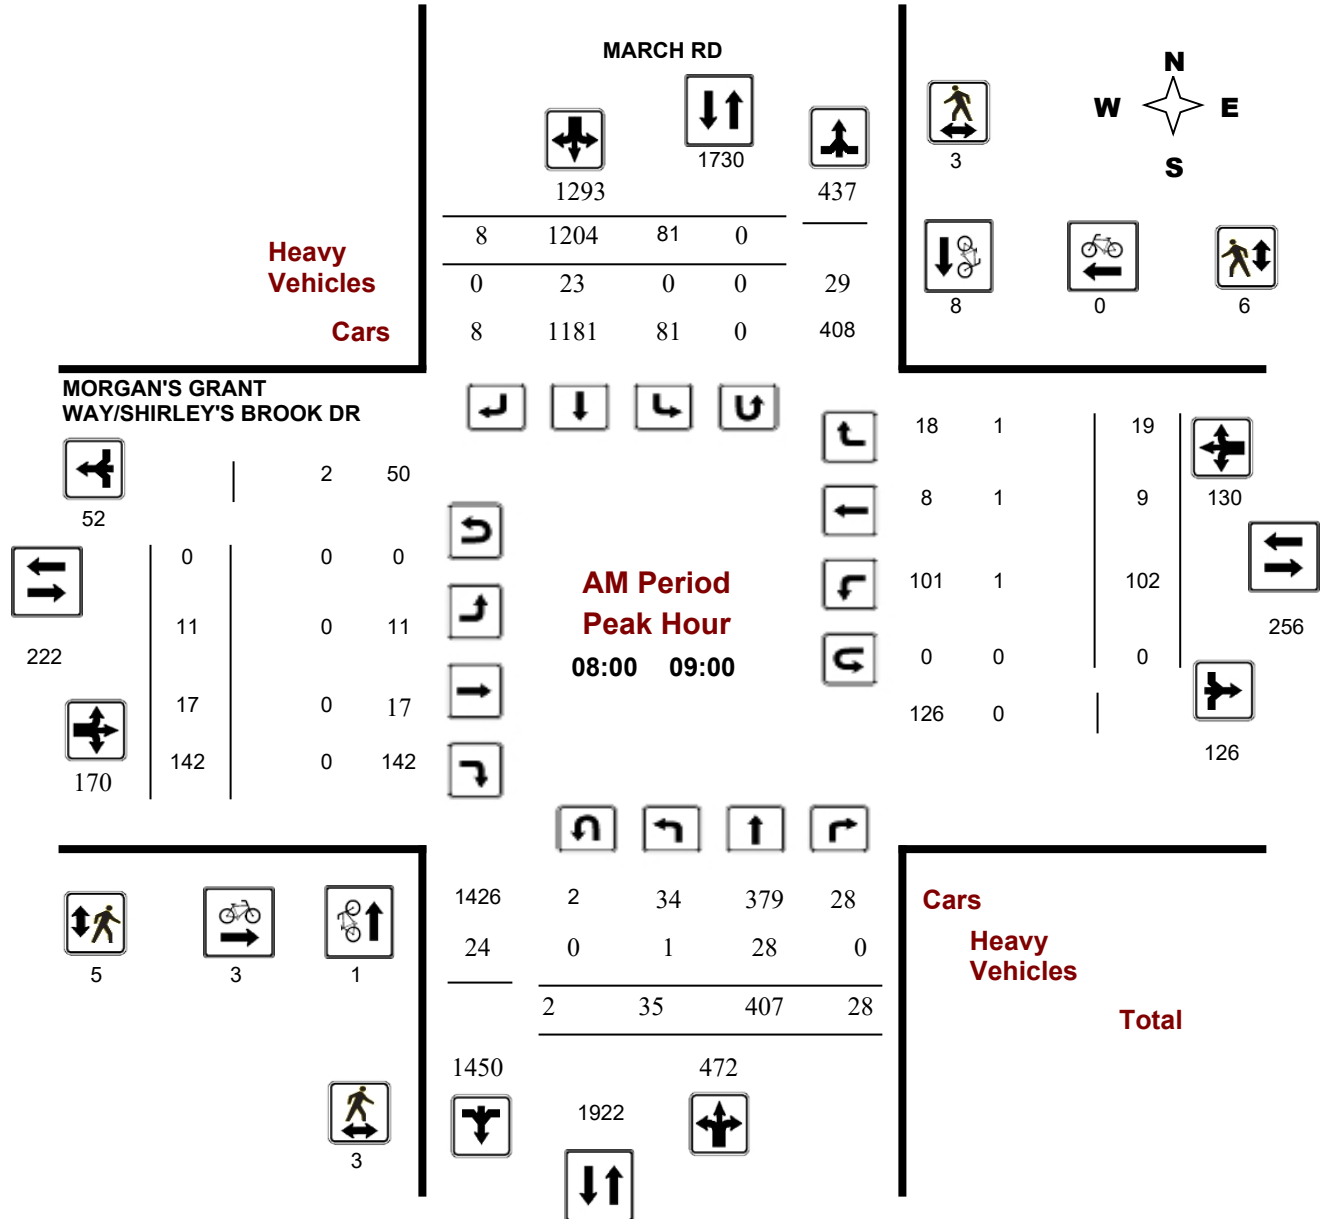 MARCH RD
N
W E
S
1730
3
1293
437
8 1204 81 0
Heavy
Vehicles
0 23 0 0 29
8 0 6
Cars
8 1181 81 0 408
MORGAN'S GRANT
WAY/SHIRLEY'S BROOK DR
18 1 19
2 50
8 1 9 130
52
0 0 0
AM Period
101 1 102
Peak Hour
11 0 11
256
222
08:00 09:00
0 0 0
17 0 17
126 0
142 0 142
126
170
1426 2 34 379 28
Cars
24 0 1 28 0
Heavy
Vehicles
5 3 1
2 35 407 28
Total
1450 472
1922
3